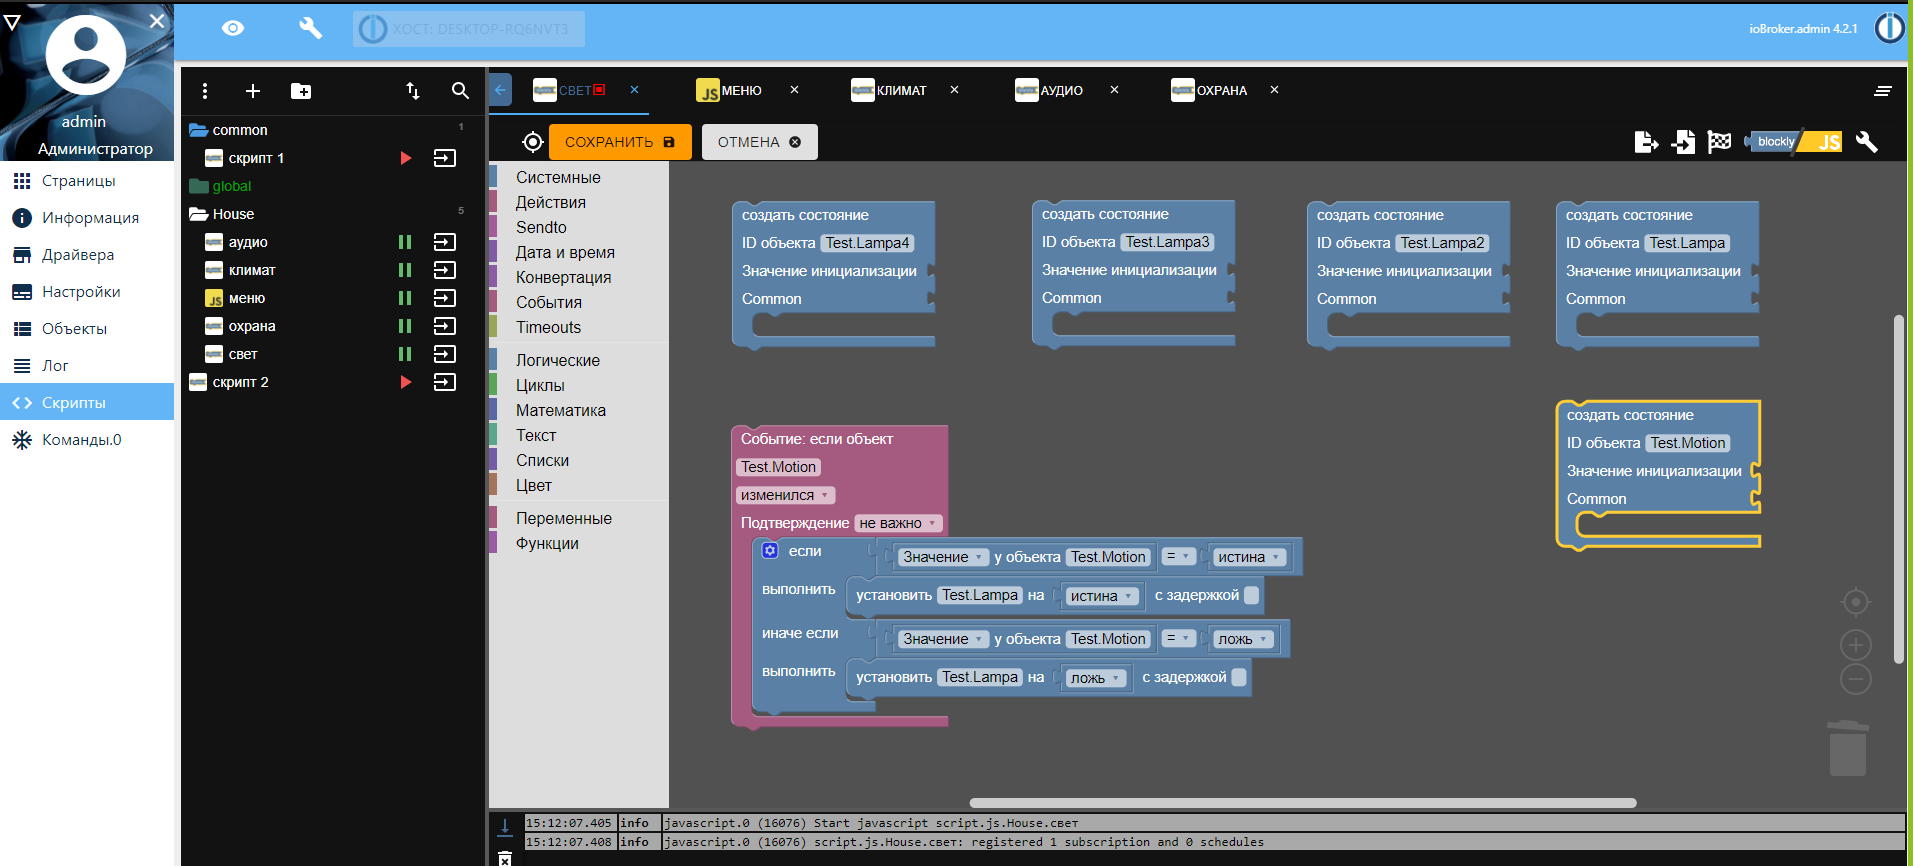 ХОСТ: DESKTOP-RQ6NVT3
ioBroker.admin 4.2.1
admin
Администратор
Страницы
Информация
Драйвера
Настройки
Объекты
Лог
Скрипты
Команды.0
common 1
скрипт 1
global
House 5
аудио
климат
JS меню
охрана
свет
скрипт 2
СВЕТ
JS МЕНЮ
КЛИМАТ
АУДИО
ОХРАНА
СОХРАНИТЬ
ОТМЕНА
blockly JS
Системные
Действия
Sendto
Дата и время
Конвертация
События
Timeouts
Логические
Циклы
Математика
Текст
Списки
Цвет
Переменные
Функции
создать состояние
ID объекта Test.Lampa4
Значение инициализации
Common
создать состояние
ID объекта Test.Lampa3
Значение инициализации
Common
создать состояние
ID объекта Test.Lampa2
Значение инициализации
Common
создать состояние
ID объекта Test.Lampa
Значение инициализации
Common
создать состояние
ID объекта Test.Motion
Значение инициализации
Common
Событие: если объект
Test.Motion
изменился
Подтверждение не важно
если Значение у объекта Test.Motion = истина
выполнить установить Test.Lampa на истина с задержкой
иначе если Значение у объекта Test.Motion = ложь
выполнить установить Test.Lampa на ложь с задержкой
15:12:07.405 info javascript.0 (16076) Start javascript script.js.House.свет
15:12:07.408 info javascript.0 (16076) script.js.House.свет: registered 1 subscription and 0 schedules